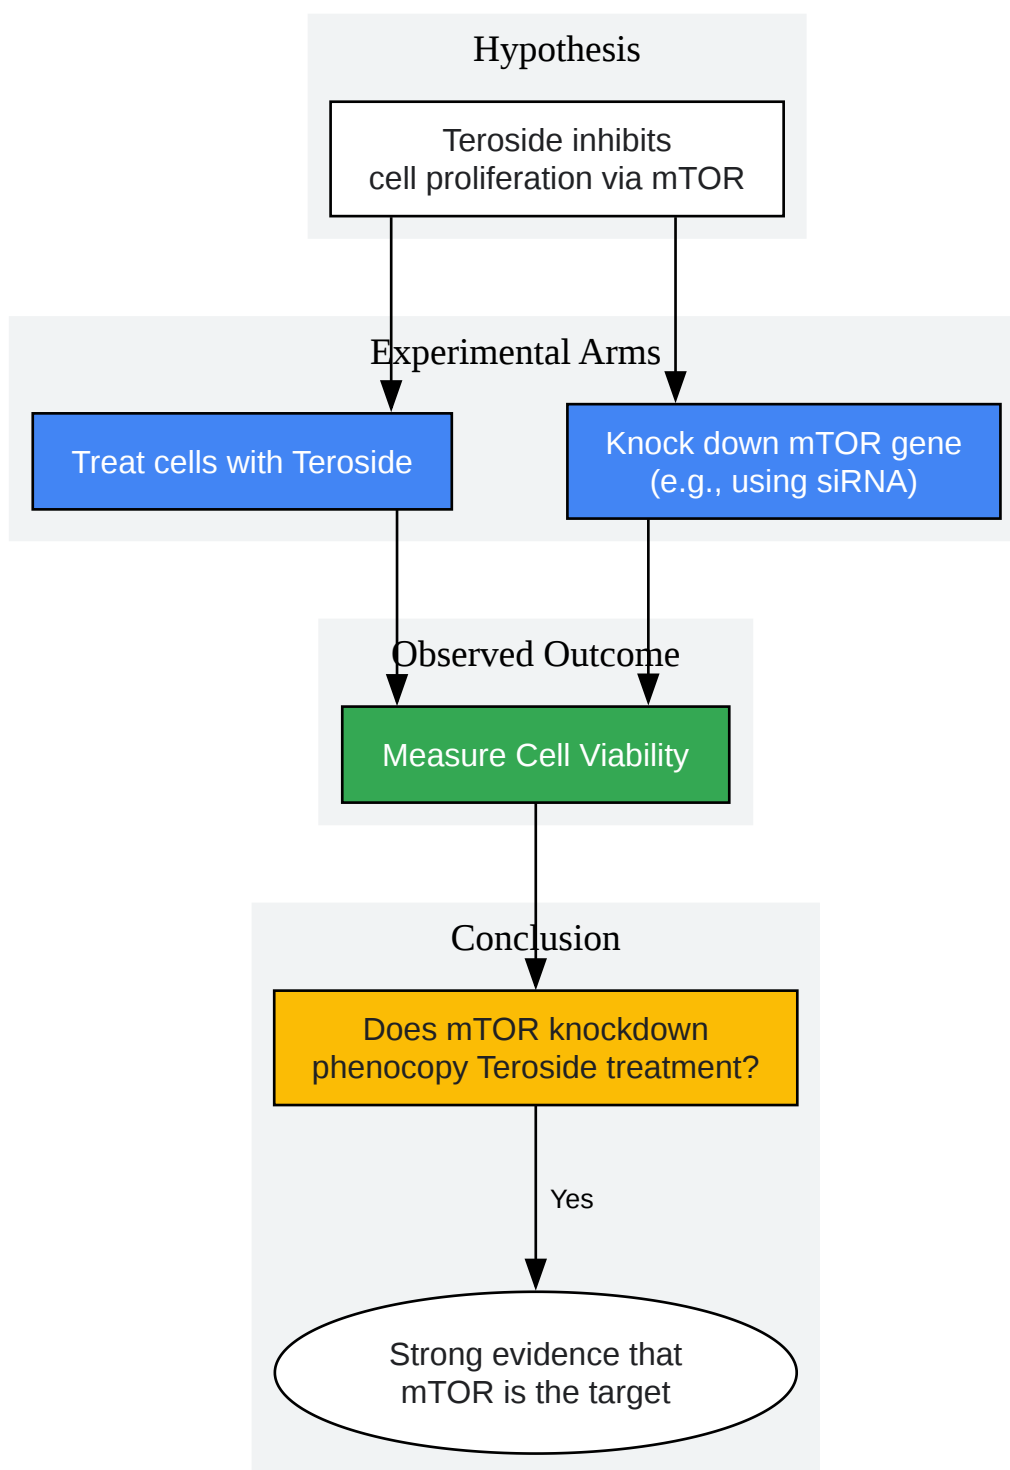 Hypothesis
Teroside inhibits
cell proliferation via mTOR
Experimental Arms
Treat cells with Teroside
Knock down mTOR gene
(e.g., using siRNA)
Observed Outcome
Measure Cell Viability
Conclusion
Does mTOR knockdown
phenocopy Teroside treatment?
Yes
Strong evidence that
mTOR is the target